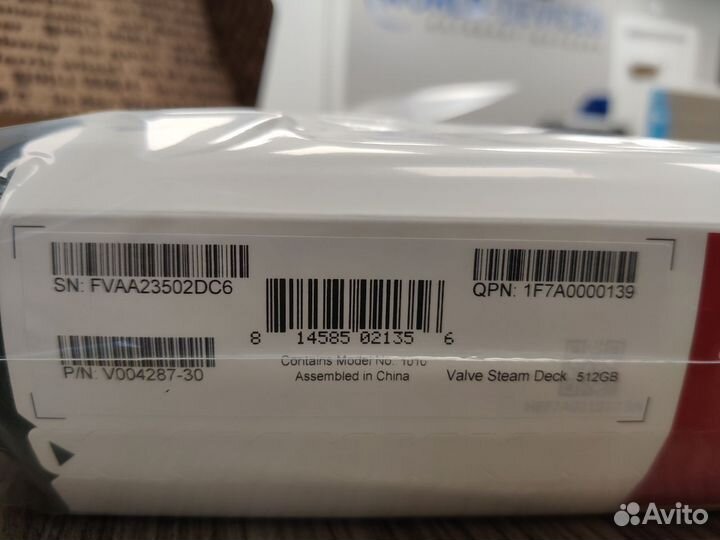 SN: FVAA23502DC6
QPN: 1F7A0000139
8 14585 02135 6
P/N: V004287-30
Contains Model No. 1010
Assembled in China
Valve Steam Deck 512GB
Avito